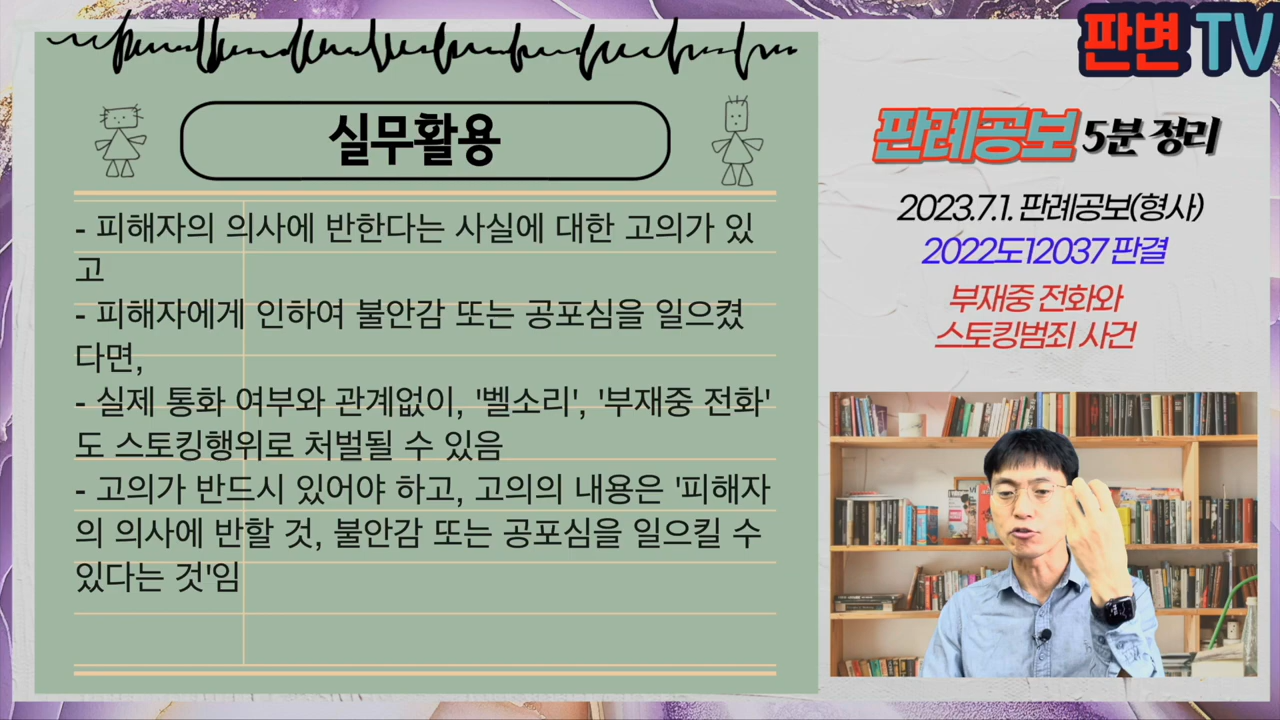 판변 TV
실무활용
- 피해자의 의사에 반한다는 사실에 대한 고의가 있
고
- 피해자에게 인하여 불안감 또는 공포심을 일으켰
다면,
- 실제 통화 여부와 관계없이, '벨소리', '부재중 전화'
도 스토킹행위로 처벌될 수 있음
- 고의가 반드시 있어야 하고, 고의의 내용은 '피해자
의 의사에 반할 것, 불안감 또는 공포심을 일으킬 수
있다는 것'임
판례공보 5분 정리
2023.7.1. 판례공보(형사)
2022도12037 판결
부재중 전화와
스토킹범죄 사건